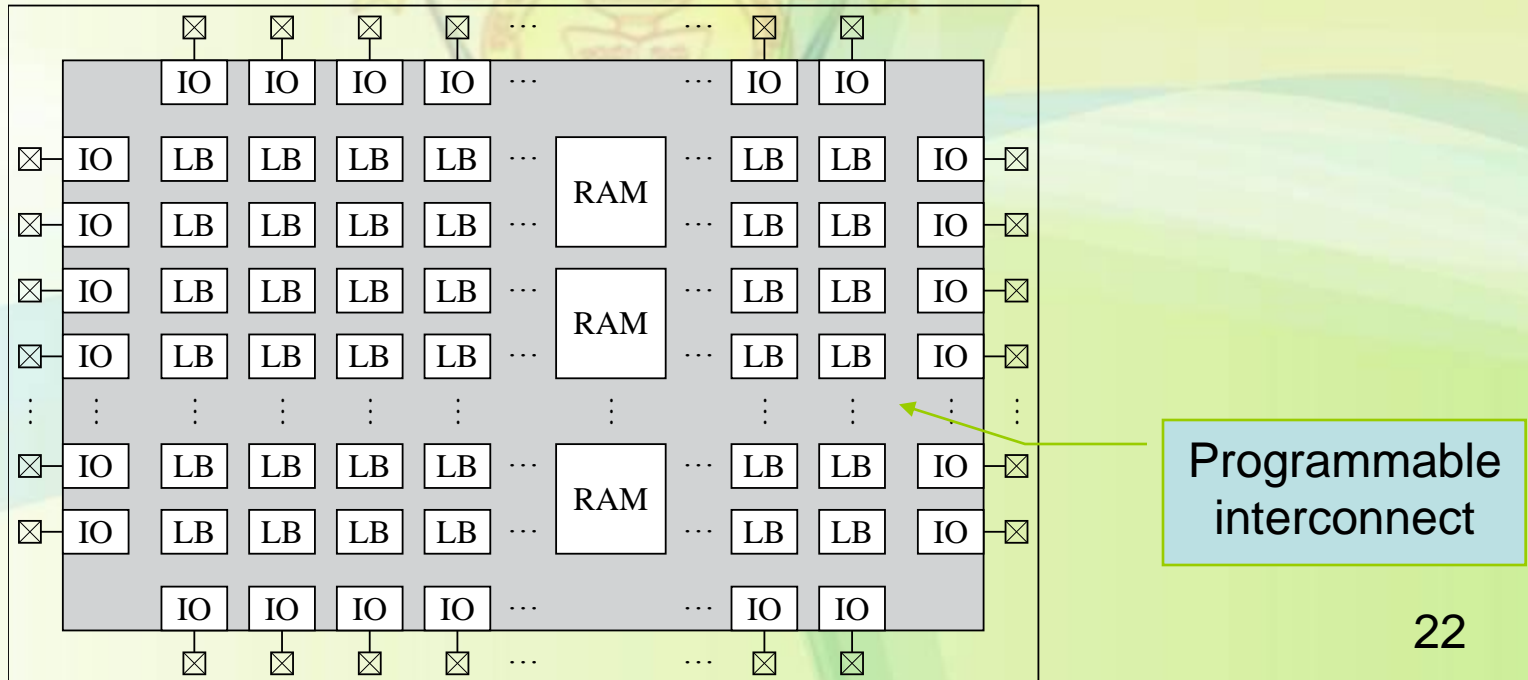 ··· ···
IO IO IO IO ··· ··· IO IO
IO LB LB LB LB ··· RAM ··· LB LB IO
IO LB LB LB LB ··· ··· LB LB IO
IO LB LB LB LB ··· RAM ··· LB LB IO
IO LB LB LB LB ··· ··· LB LB IO
⋮ ⋮ ⋮ ⋮ ⋮ ⋮ ⋮ ⋮ ⋮ ⋮ ⋮
IO LB LB LB LB ··· RAM ··· LB LB IO
IO LB LB LB LB ··· ··· LB LB IO
IO IO IO IO ··· ··· IO IO
··· ···
Programmable
interconnect
22